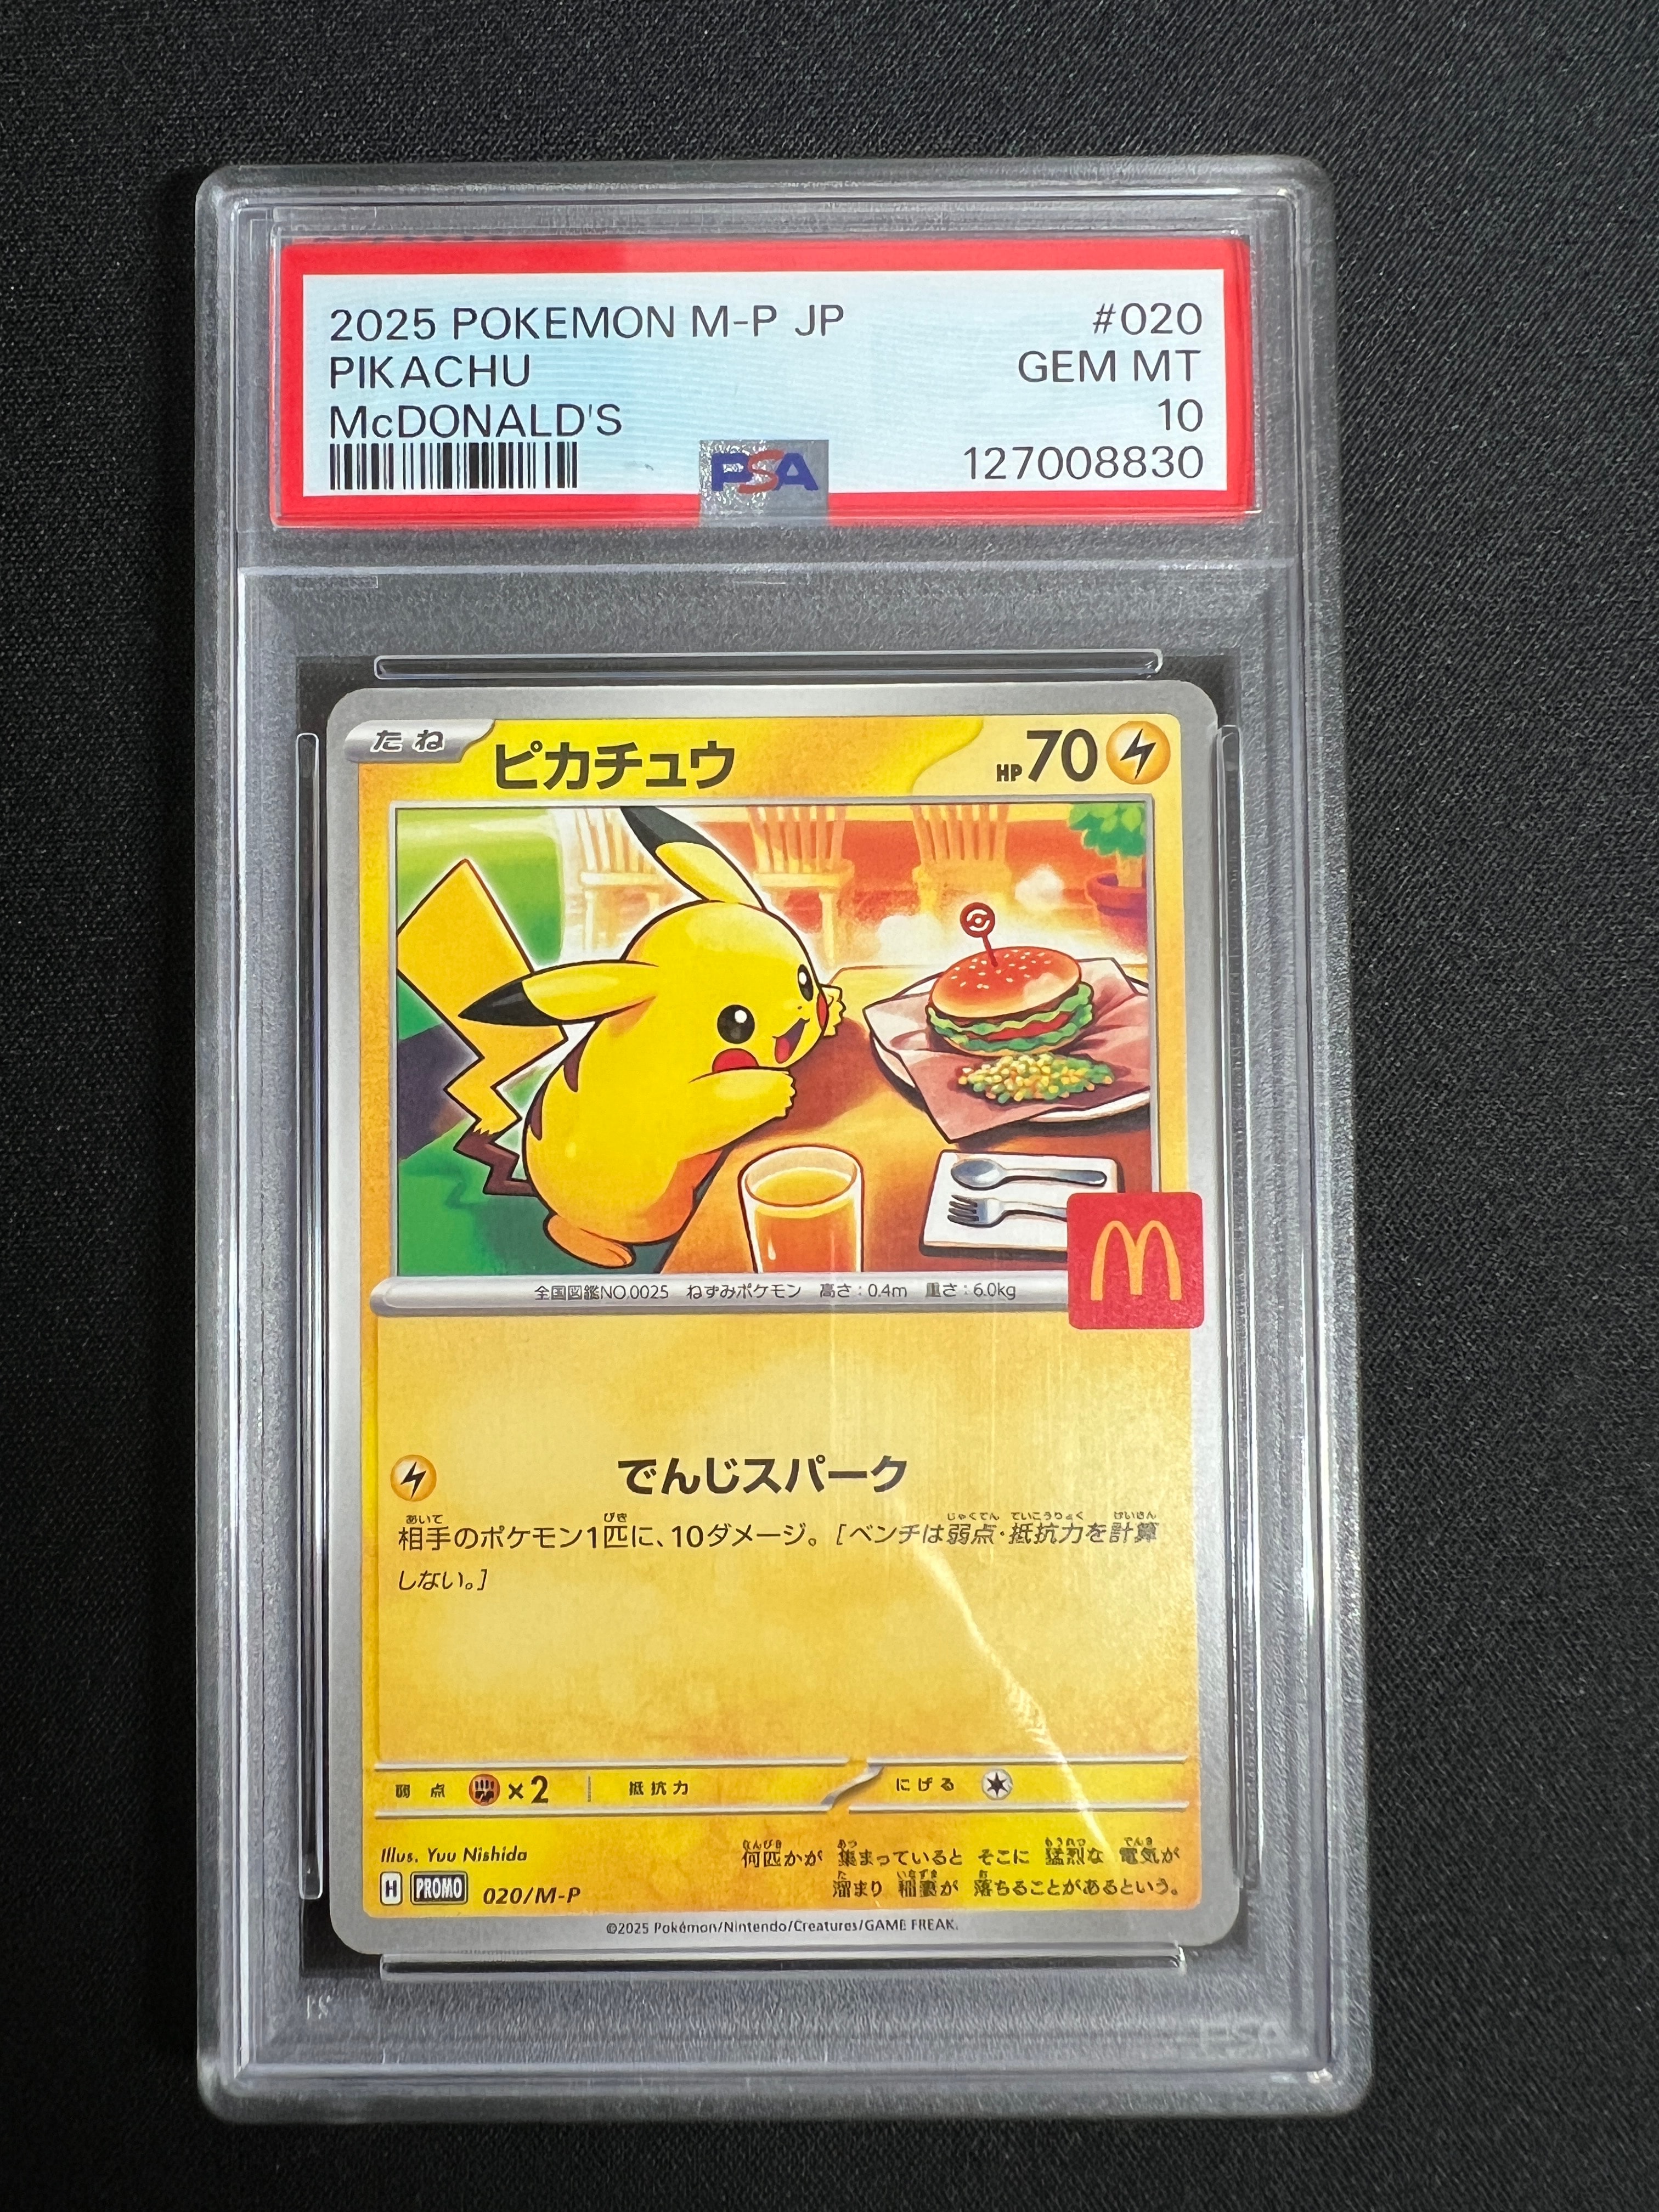 2025 POKEMON M-P JP #020
PIKACHU GEM MT
McDONALD'S 10
PSA 127008830
たね ピカチュウ HP70
全国図鑑NO.0025 ねずみポケモン 高さ:0.4m 重さ:6.0kg
でんじスパーク
相手のポケモン1匹に、10ダメージ。[ベンチは弱点・抵抗力を計算
しない。]
弱点 ×2 抵抗力 にげる
Illus. Yuu Nishida
何匹かが 集まっていると そこに 猛烈な 電気が
溜まり 稲妻が 落ちることがあるという。
H PROMO 020/M-P
©2025 Pokémon/Nintendo/Creatures/GAME FREAK.
PSA